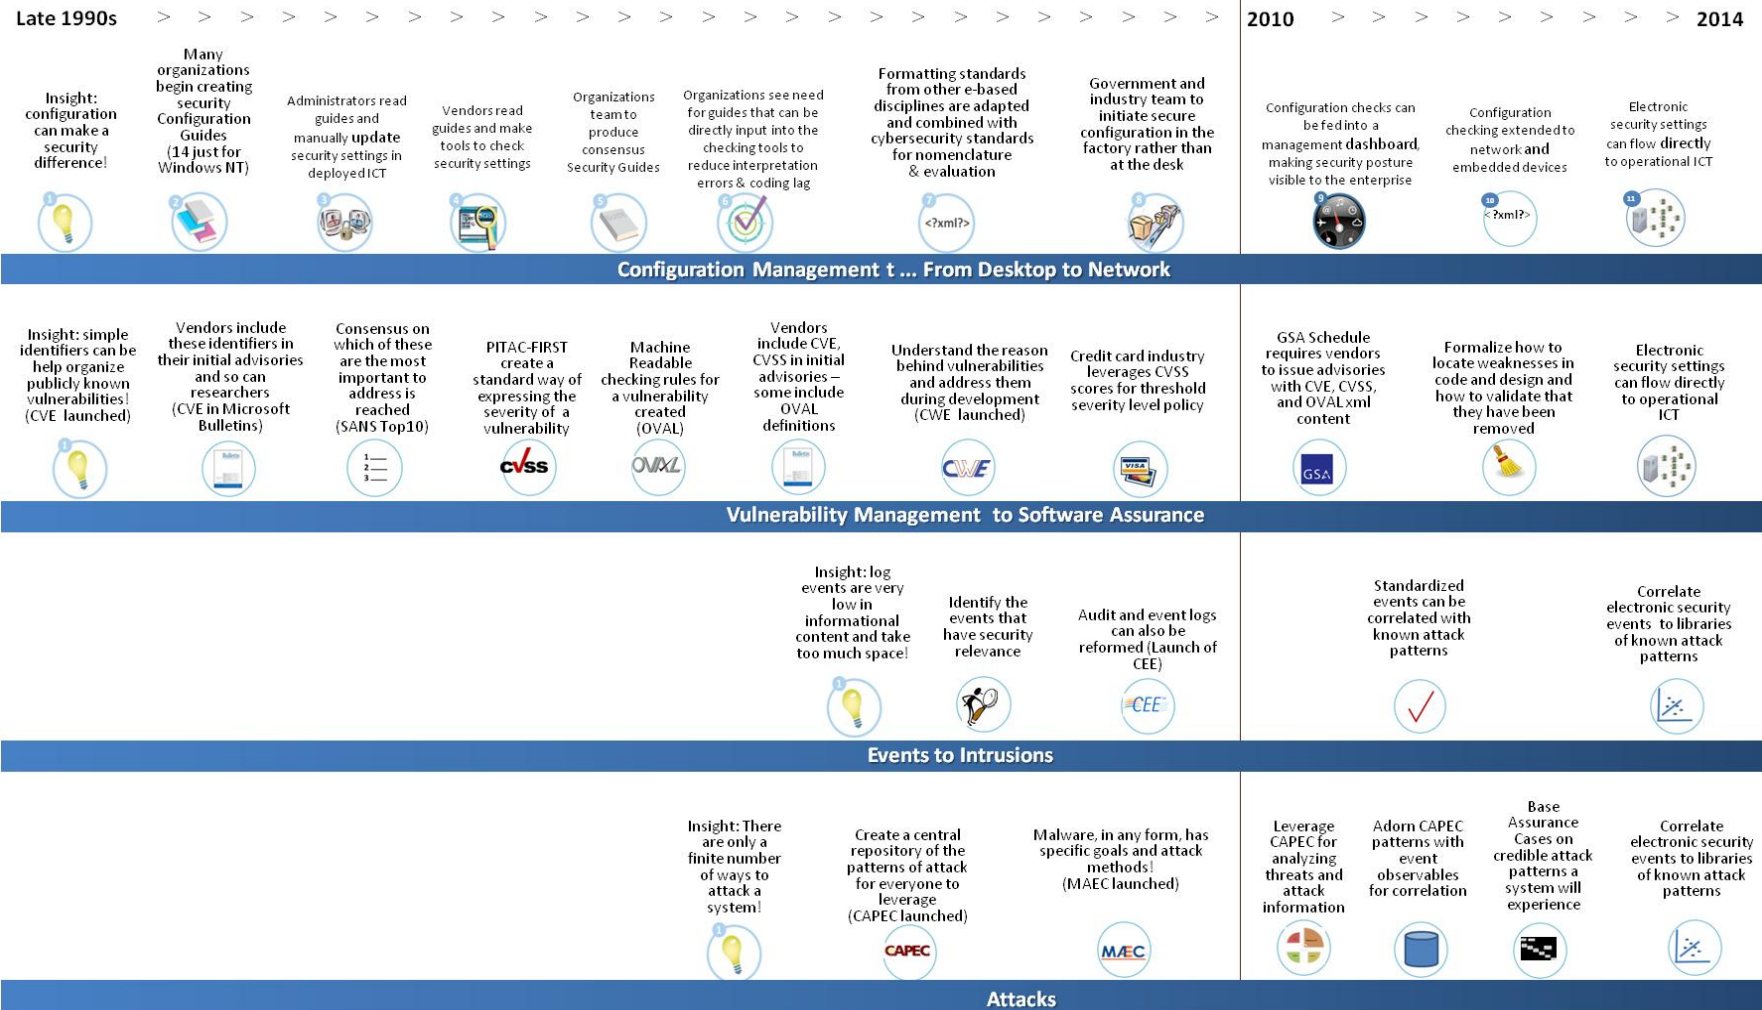 Late 1990s > > > > > > > > > > > > > > > > > > > > > > > > > > 2010 > > > > > > > > > 2014
Insight:
configuration
can make a
security
difference!
1
Many
organizations
begin creating
security
Configuration
Guides
(14 just for
Windows NT)
2
Administrators read
guides and
manually update
security settings in
deployed ICT
3
Vendors read
guides and make
tools to check
security settings
4
Organizations
team to
produce
consensus
Security Guides
5
Organizations see need
for guides that can be
directly input into the
checking tools to
reduce interpretation
errors & coding lag
6
Formatting standards
from other e-based
disciplines are adapted
and combined with
cybersecurity standards
for nomenclature
& evaluation
7
<?xml?>
Government and
industry team to
initiate secure
configuration in the
factory rather than
at the desk
8
Configuration checks can
be fed into a
management dashboard,
making security posture
visible to the enterprise
9
Configuration
checking extended to
network and
embedded devices
10
<?xml?>
Electronic
security settings
can flow directly
to operational ICT
11
Configuration Management t ... From Desktop to Network
Insight: simple
identifiers can be
help organize
publicly known
vulnerabilities!
(CVE launched)
1
Vendors include
these identifiers in
their initial advisories
and so can
researchers
(CVE in Microsoft
Bulletins)
Bulletin
Consensus on
which of these
are the most
important to
address is
reached
(SANS Top10)
1
2
3
PITAC-FIRST
create a
standard way of
expressing the
severity of a
vulnerability
CVSS
Machine
Readable
checking rules for
a vulnerability
created
(OVAL)
OVAL
Vendors
include CVE,
CVSS in initial
advisories –
some include
OVAL
definitions
Bulletin
Understand the reason
behind vulnerabilities
and address them
during development
(CWE launched)
CWE
Credit card industry
leverages CVSS
scores for threshold
severity level policy
VISA
GSA Schedule
requires vendors
to issue advisories
with CVE, CVSS,
and OVAL xml
content
GSA
Formalize how to
locate weaknesses in
code and design and
how to validate that
they have been
removed
Electronic
security settings
can flow directly
to operational
ICT
Vulnerability Management to Software Assurance
Insight: log
events are very
low in
informational
content and take
too much space!
1
Identify the
events that
have security
relevance
Audit and event logs
can also be
reformed (Launch of
CEE)
CEE
Standardized
events can be
correlated with
known attack
patterns
Correlate
electronic security
events to libraries
of known attack
patterns
Events to Intrusions
Insight: There
are only a
finite number
of ways to
attack a
system!
1
Create a central
repository of the
patterns of attack
for everyone to
leverage
(CAPEC launched)
CAPEC
Malware, in any form, has
specific goals and attack
methods!
(MAEC launched)
MAEC
Leverage
CAPEC for
analyzing
threats and
attack
information
Adorn CAPEC
patterns with
event
observables
for correlation
Base
Assurance
Cases on
credible attack
patterns a
system will
experience
Correlate
electronic security
events to libraries
of known attack
patterns
Attacks